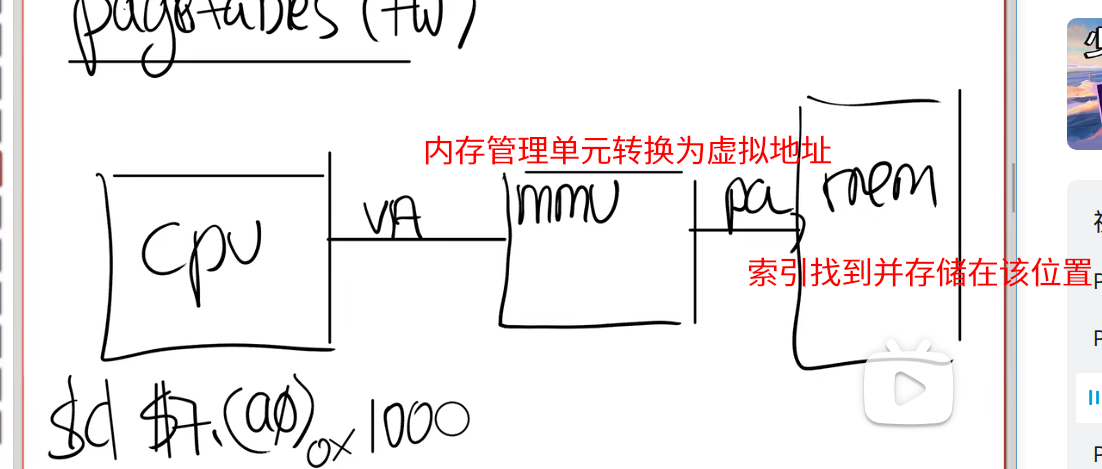 pagetables (HW)
内存管理单元转换为虚拟地址
cpu
VA
mmu
pa
mem
索引找到并存储在该位置
sd $7,(a0) 0x1000